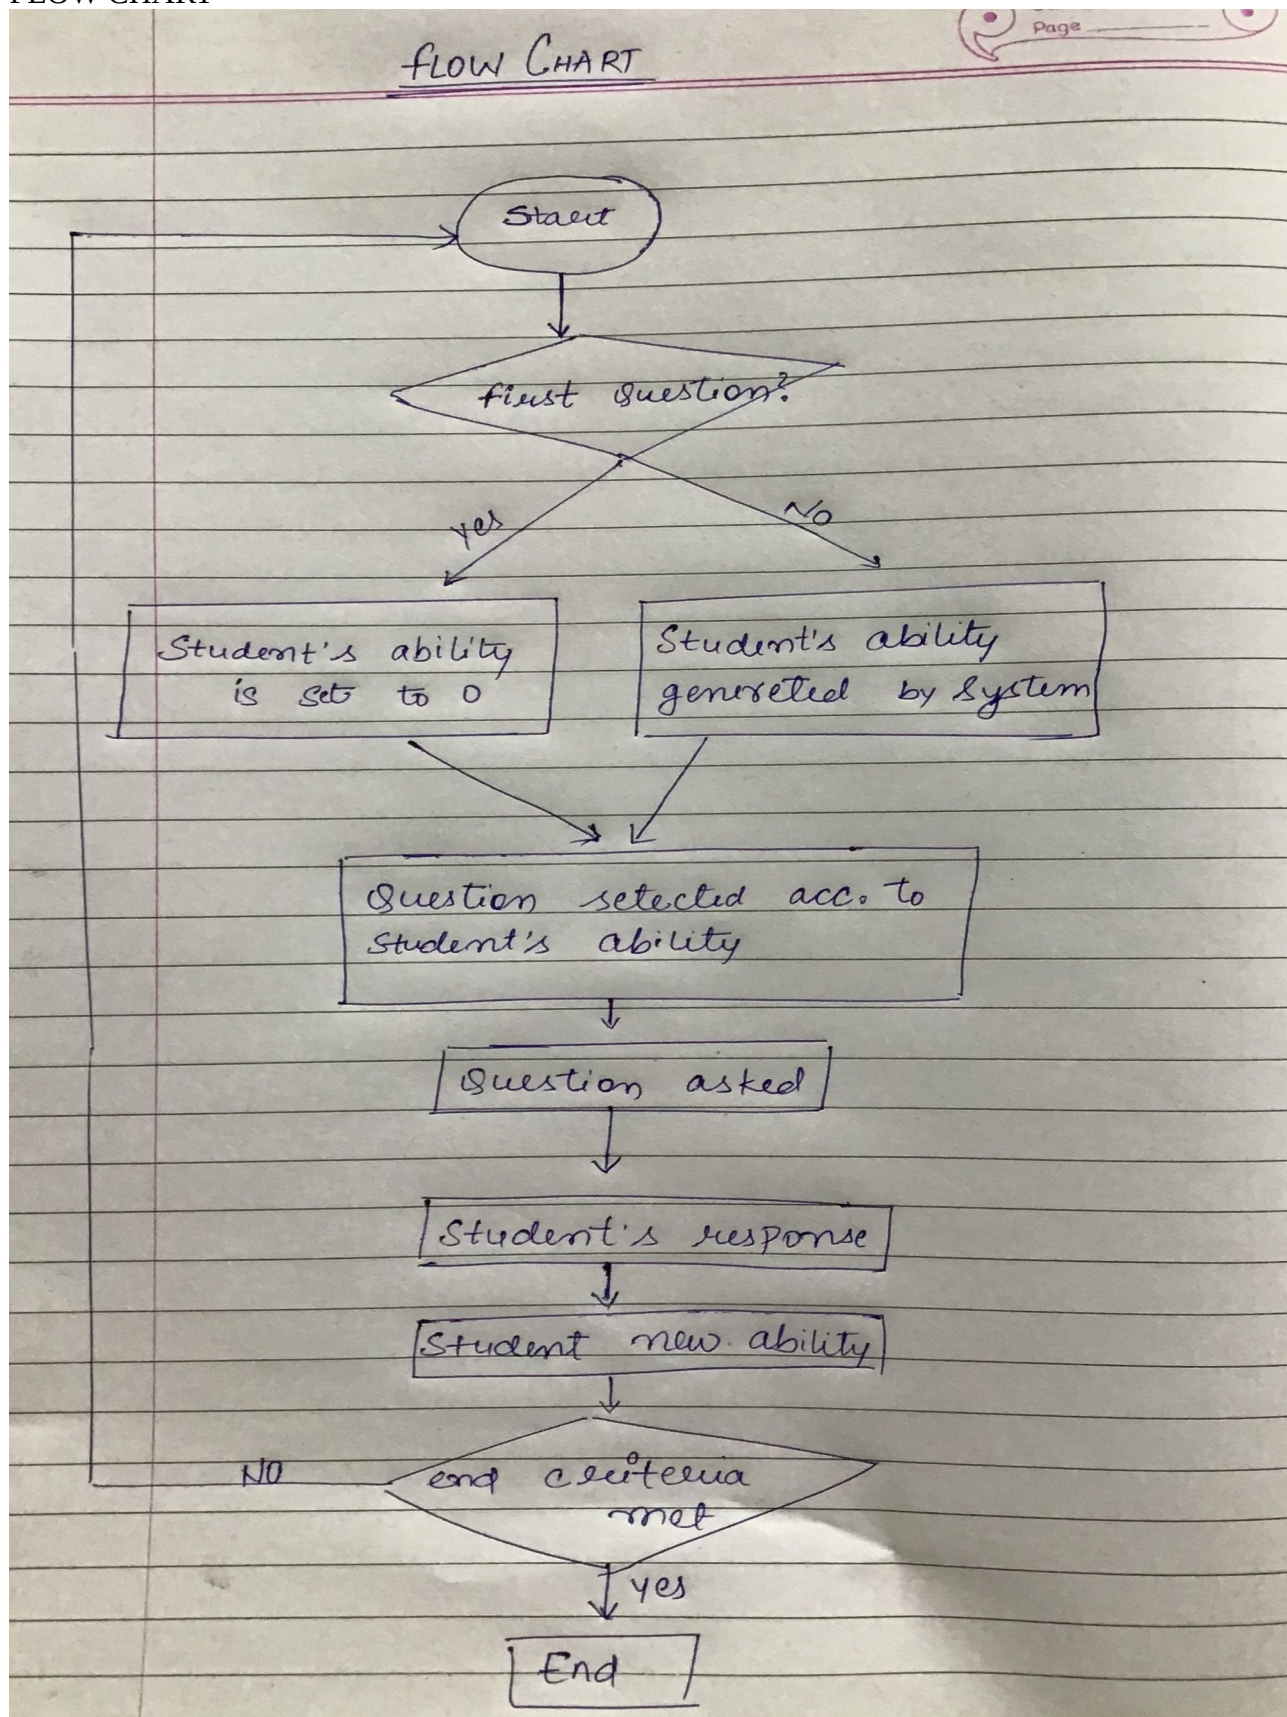 FLOW CHART
Page
FLOW CHART
Start
first Question?
yes
No
Student's ability
is set to 0
Student's ability
genereted by System
Question setected acc. to
Student's ability
Question asked
Student's response
Student new ability
NO
end criteria
met
yes
End